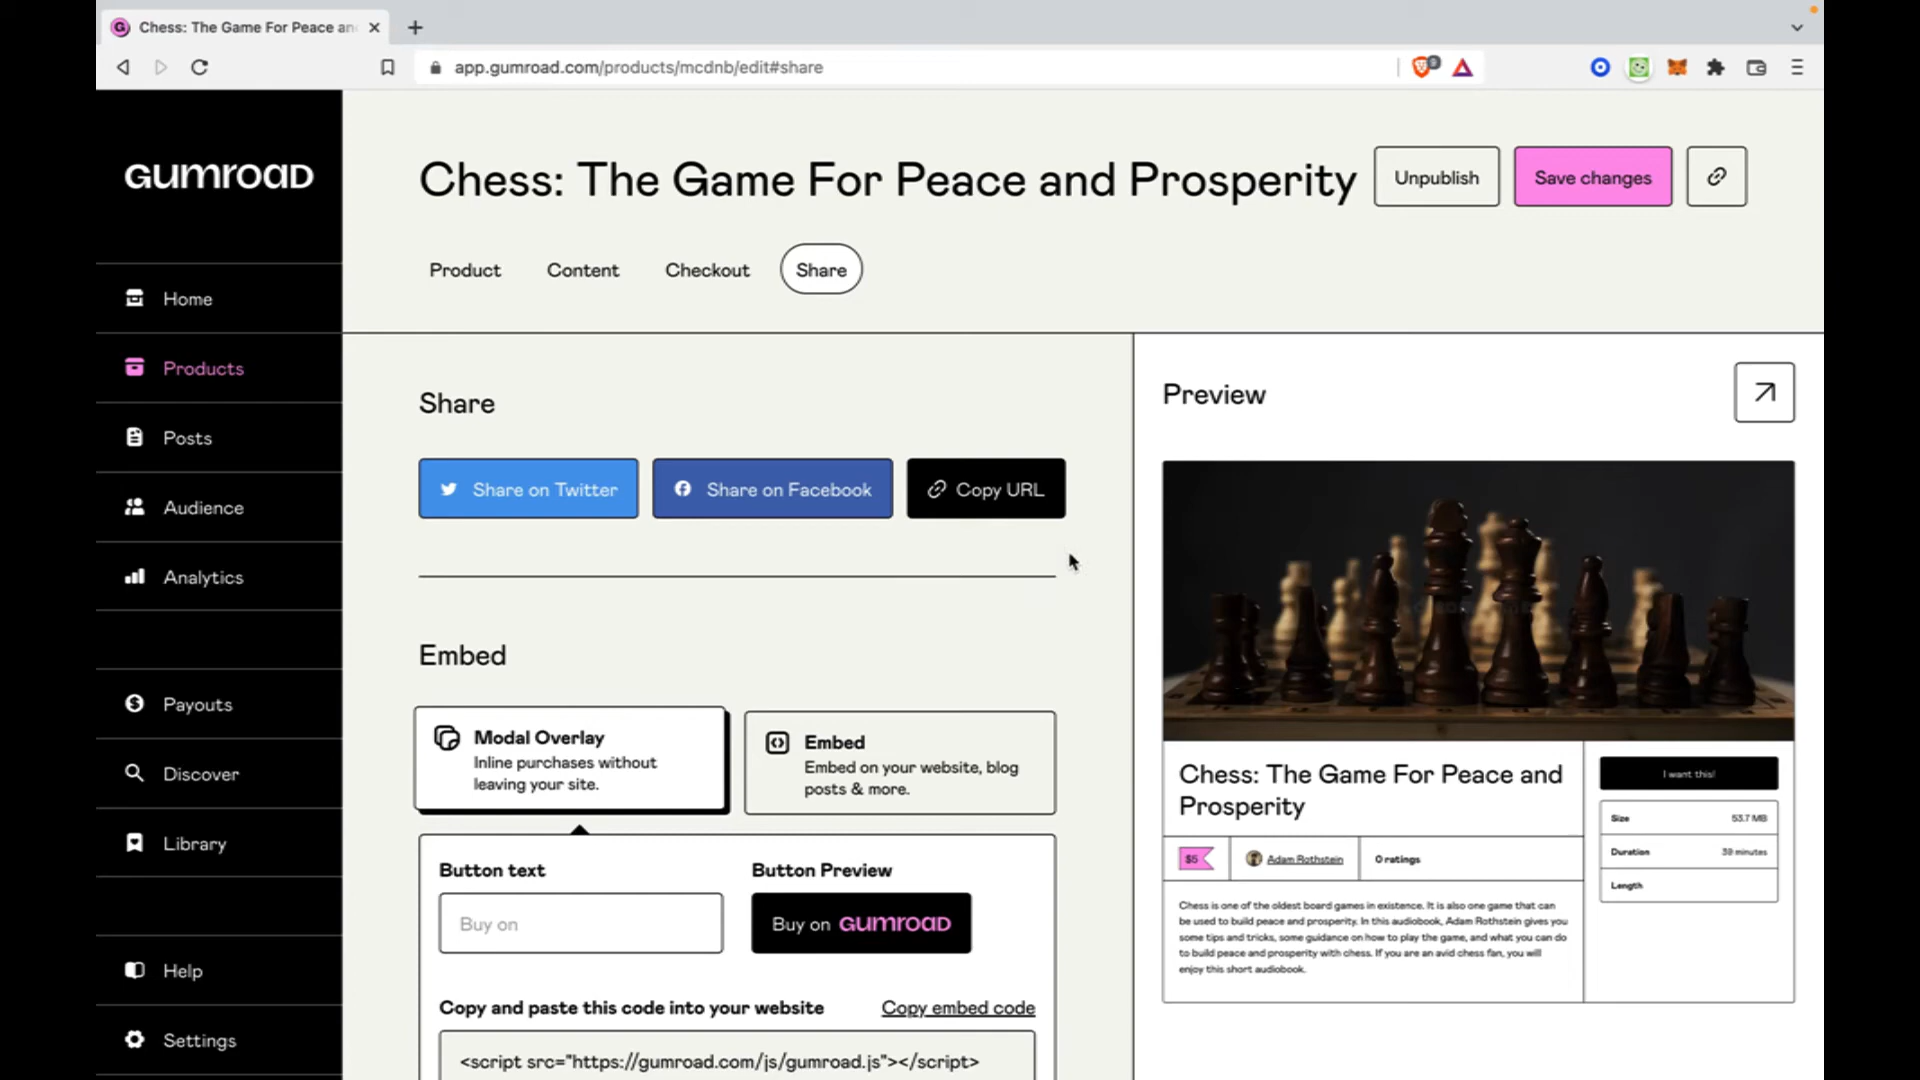 Chess: The Game For Peace an
app.gumroad.com/products/mcdnb/edit#share
GUMROAD
Home
Products
Posts
Audience
Analytics
Payouts
Discover
Library
Help
Settings
Chess: The Game For Peace and Prosperity
Unpublish
Save changes
Product
Content
Checkout
Share
Share
Share on Twitter
Share on Facebook
Copy URL
Embed
Modal Overlay
Inline purchases without
leaving your site.
Embed
Embed on your website, blog
posts & more.
Button text
Button Preview
Buy on
Buy on GUMROAD
Copy and paste this code into your website
Copy embed code
<script src="https://gumroad.com/js/gumroad.js"></script>
Preview
Chess: The Game For Peace and
Prosperity
$5
Adam Rothstein
0 ratings
Chess is one of the oldest board games in existence. It is also one game that can
be used to build peace and prosperity. In this audiobook, Adam Rothstein gives you
some tips and tricks, some guidance on how to play the game, and what you can do
to build peace and prosperity with chess. If you are an avid chess fan, you will
enjoy this short audiobook.
I want this!
Size
53.7 MB
Duration
39 minutes
Length